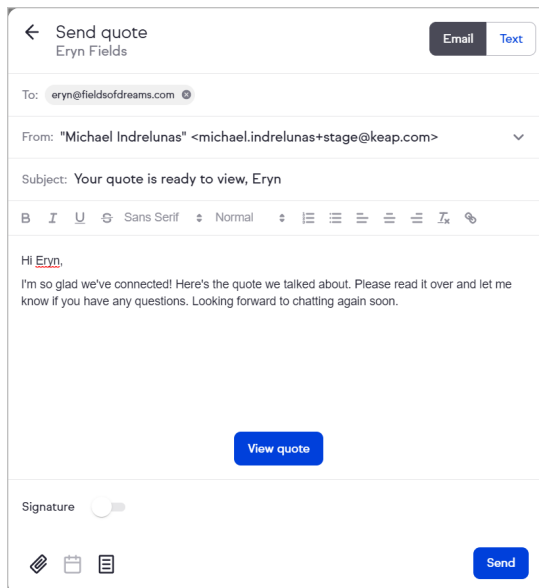 Send quote
Eryn Fields
Email Text
To: eryn@fieldsofdreams.com
From: "Michael Indrelunas" <michael.indrelunas+stage@keap.com>
Subject: Your quote is ready to view, Eryn
B I U S Sans Serif Normal
Hi Eryn,
I'm so glad we've connected! Here's the quote we talked about. Please read it over and let me
know if you have any questions. Looking forward to chatting again soon.
View quote
Signature
Send